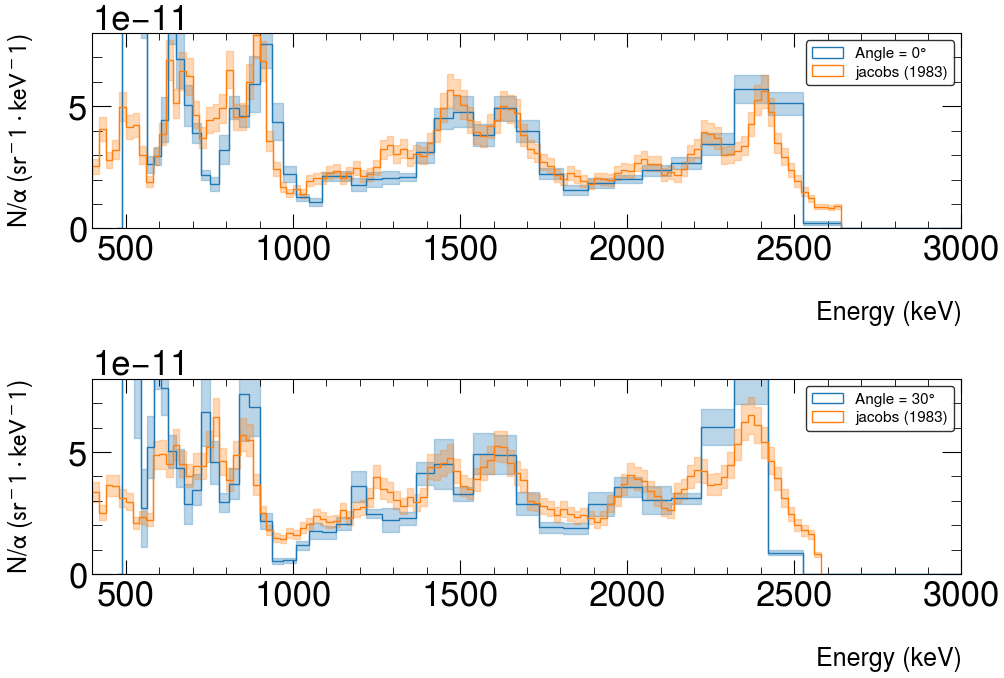 1e−11
N/α (sr⁻1 · keV⁻1)
5
0
Angle = 0°
jacobs (1983)
500 1000 1500 2000 2500 3000
Energy (keV)
1e−11
N/α (sr⁻1 · keV⁻1)
5
0
Angle = 30°
jacobs (1983)
500 1000 1500 2000 2500 3000
Energy (keV)